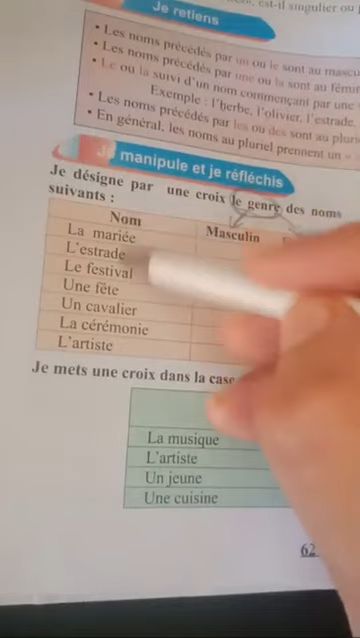 est-il singulier ou
Je retiens
• Les noms précédés par un ou le sont au mascu
• Les noms précédés par une ou la sont au fémin
• Le ou la suivi d'un nom commençant par une
Exemple : l'herbe, l'olivier, l'estrade.
• Les noms précédés par les ou des sont au pluri
• En général, les noms au pluriel prennent un
Je manipule et je réfléchis
Je désigne par une croix le genre des noms
suivants :
Nom Masculin
La mariée
L'estrade
Le festival
Une fête
Un cavalier
La cérémonie
L'artiste
Je mets une croix dans la case
La musique
L'artiste
Un jeune
Une cuisine
62